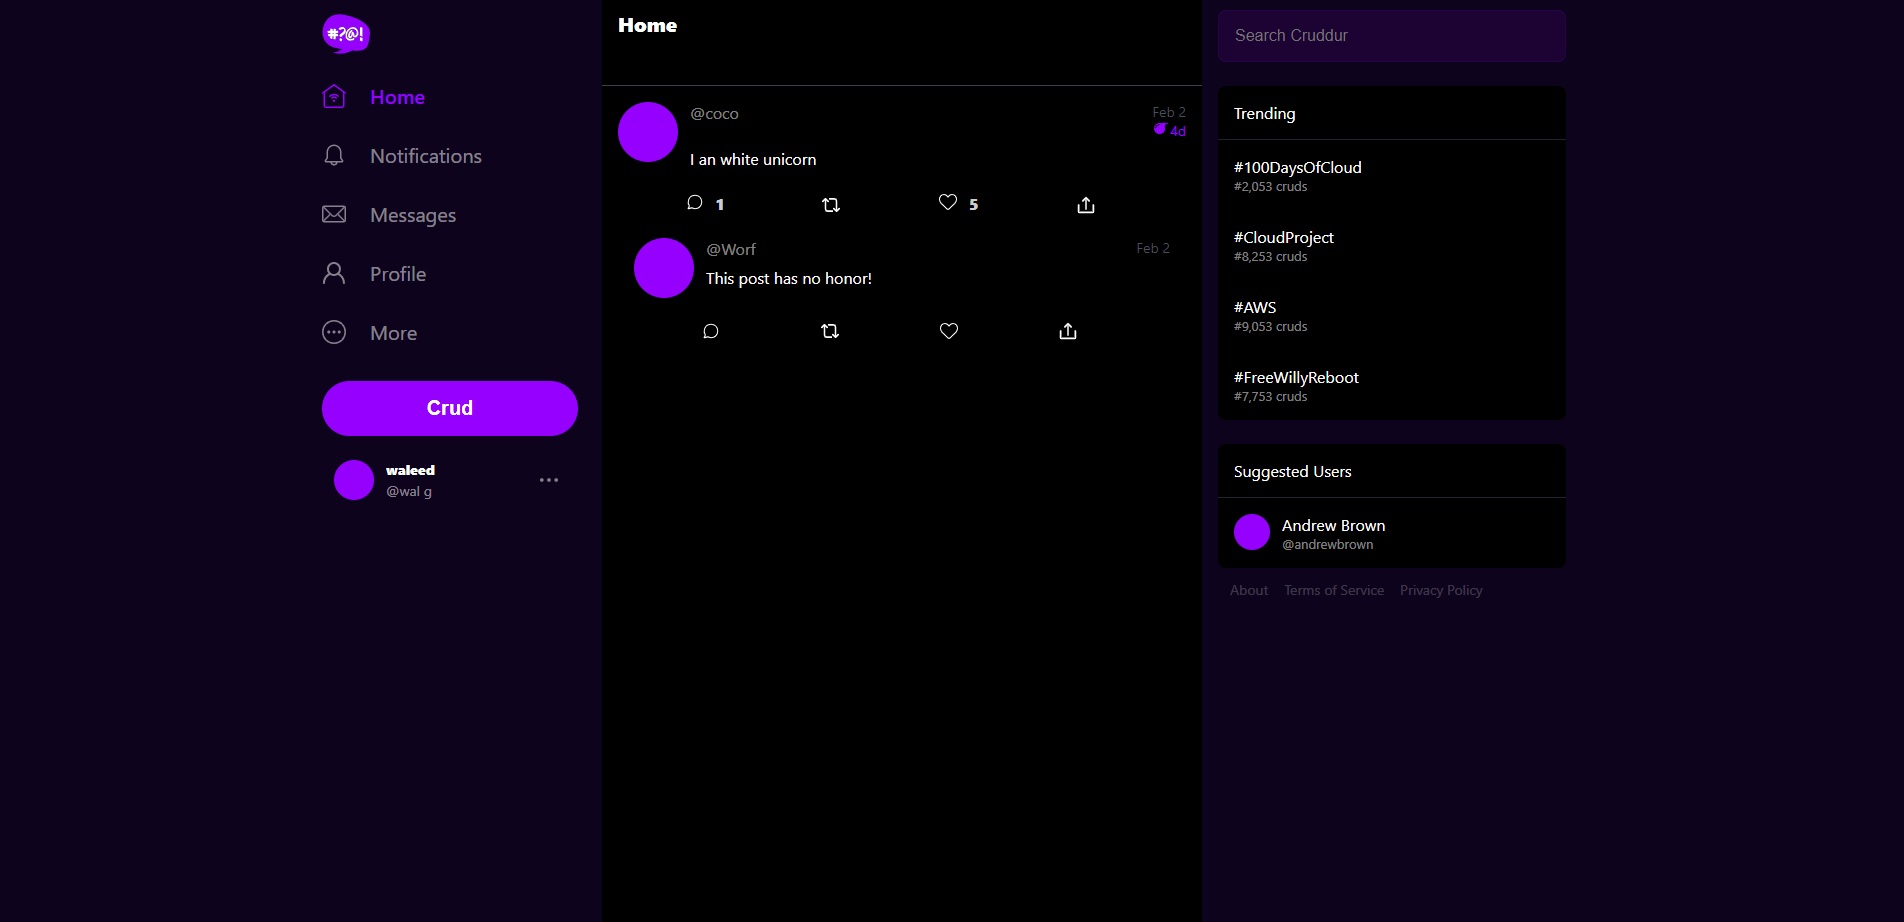 #?@!
Home
Notifications
Messages
Profile
More
Crud
waleed
@wal g
Home
@coco
Feb 2
4d
I an white unicorn
1
5
@Worf
Feb 2
This post has no honor!
Search Cruddur
Trending
#100DaysOfCloud
#2,053 cruds
#CloudProject
#8,253 cruds
#AWS
#9,053 cruds
#FreeWillyReboot
#7,753 cruds
Suggested Users
Andrew Brown
@andrewbrown
About Terms of Service Privacy Policy